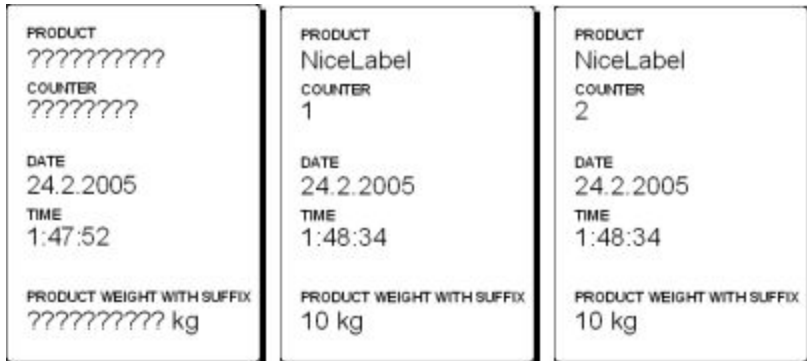 PRODUCT
??????????
COUNTER
????????
DATE
24.2.2005
TIME
1:47:52
PRODUCT WEIGHT WITH SUFFIX
?????????? kg
PRODUCT
NiceLabel
COUNTER
1
DATE
24.2.2005
TIME
1:48:34
PRODUCT WEIGHT WITH SUFFIX
10 kg
PRODUCT
NiceLabel
COUNTER
2
DATE
24.2.2005
TIME
1:48:34
PRODUCT WEIGHT WITH SUFFIX
10 kg